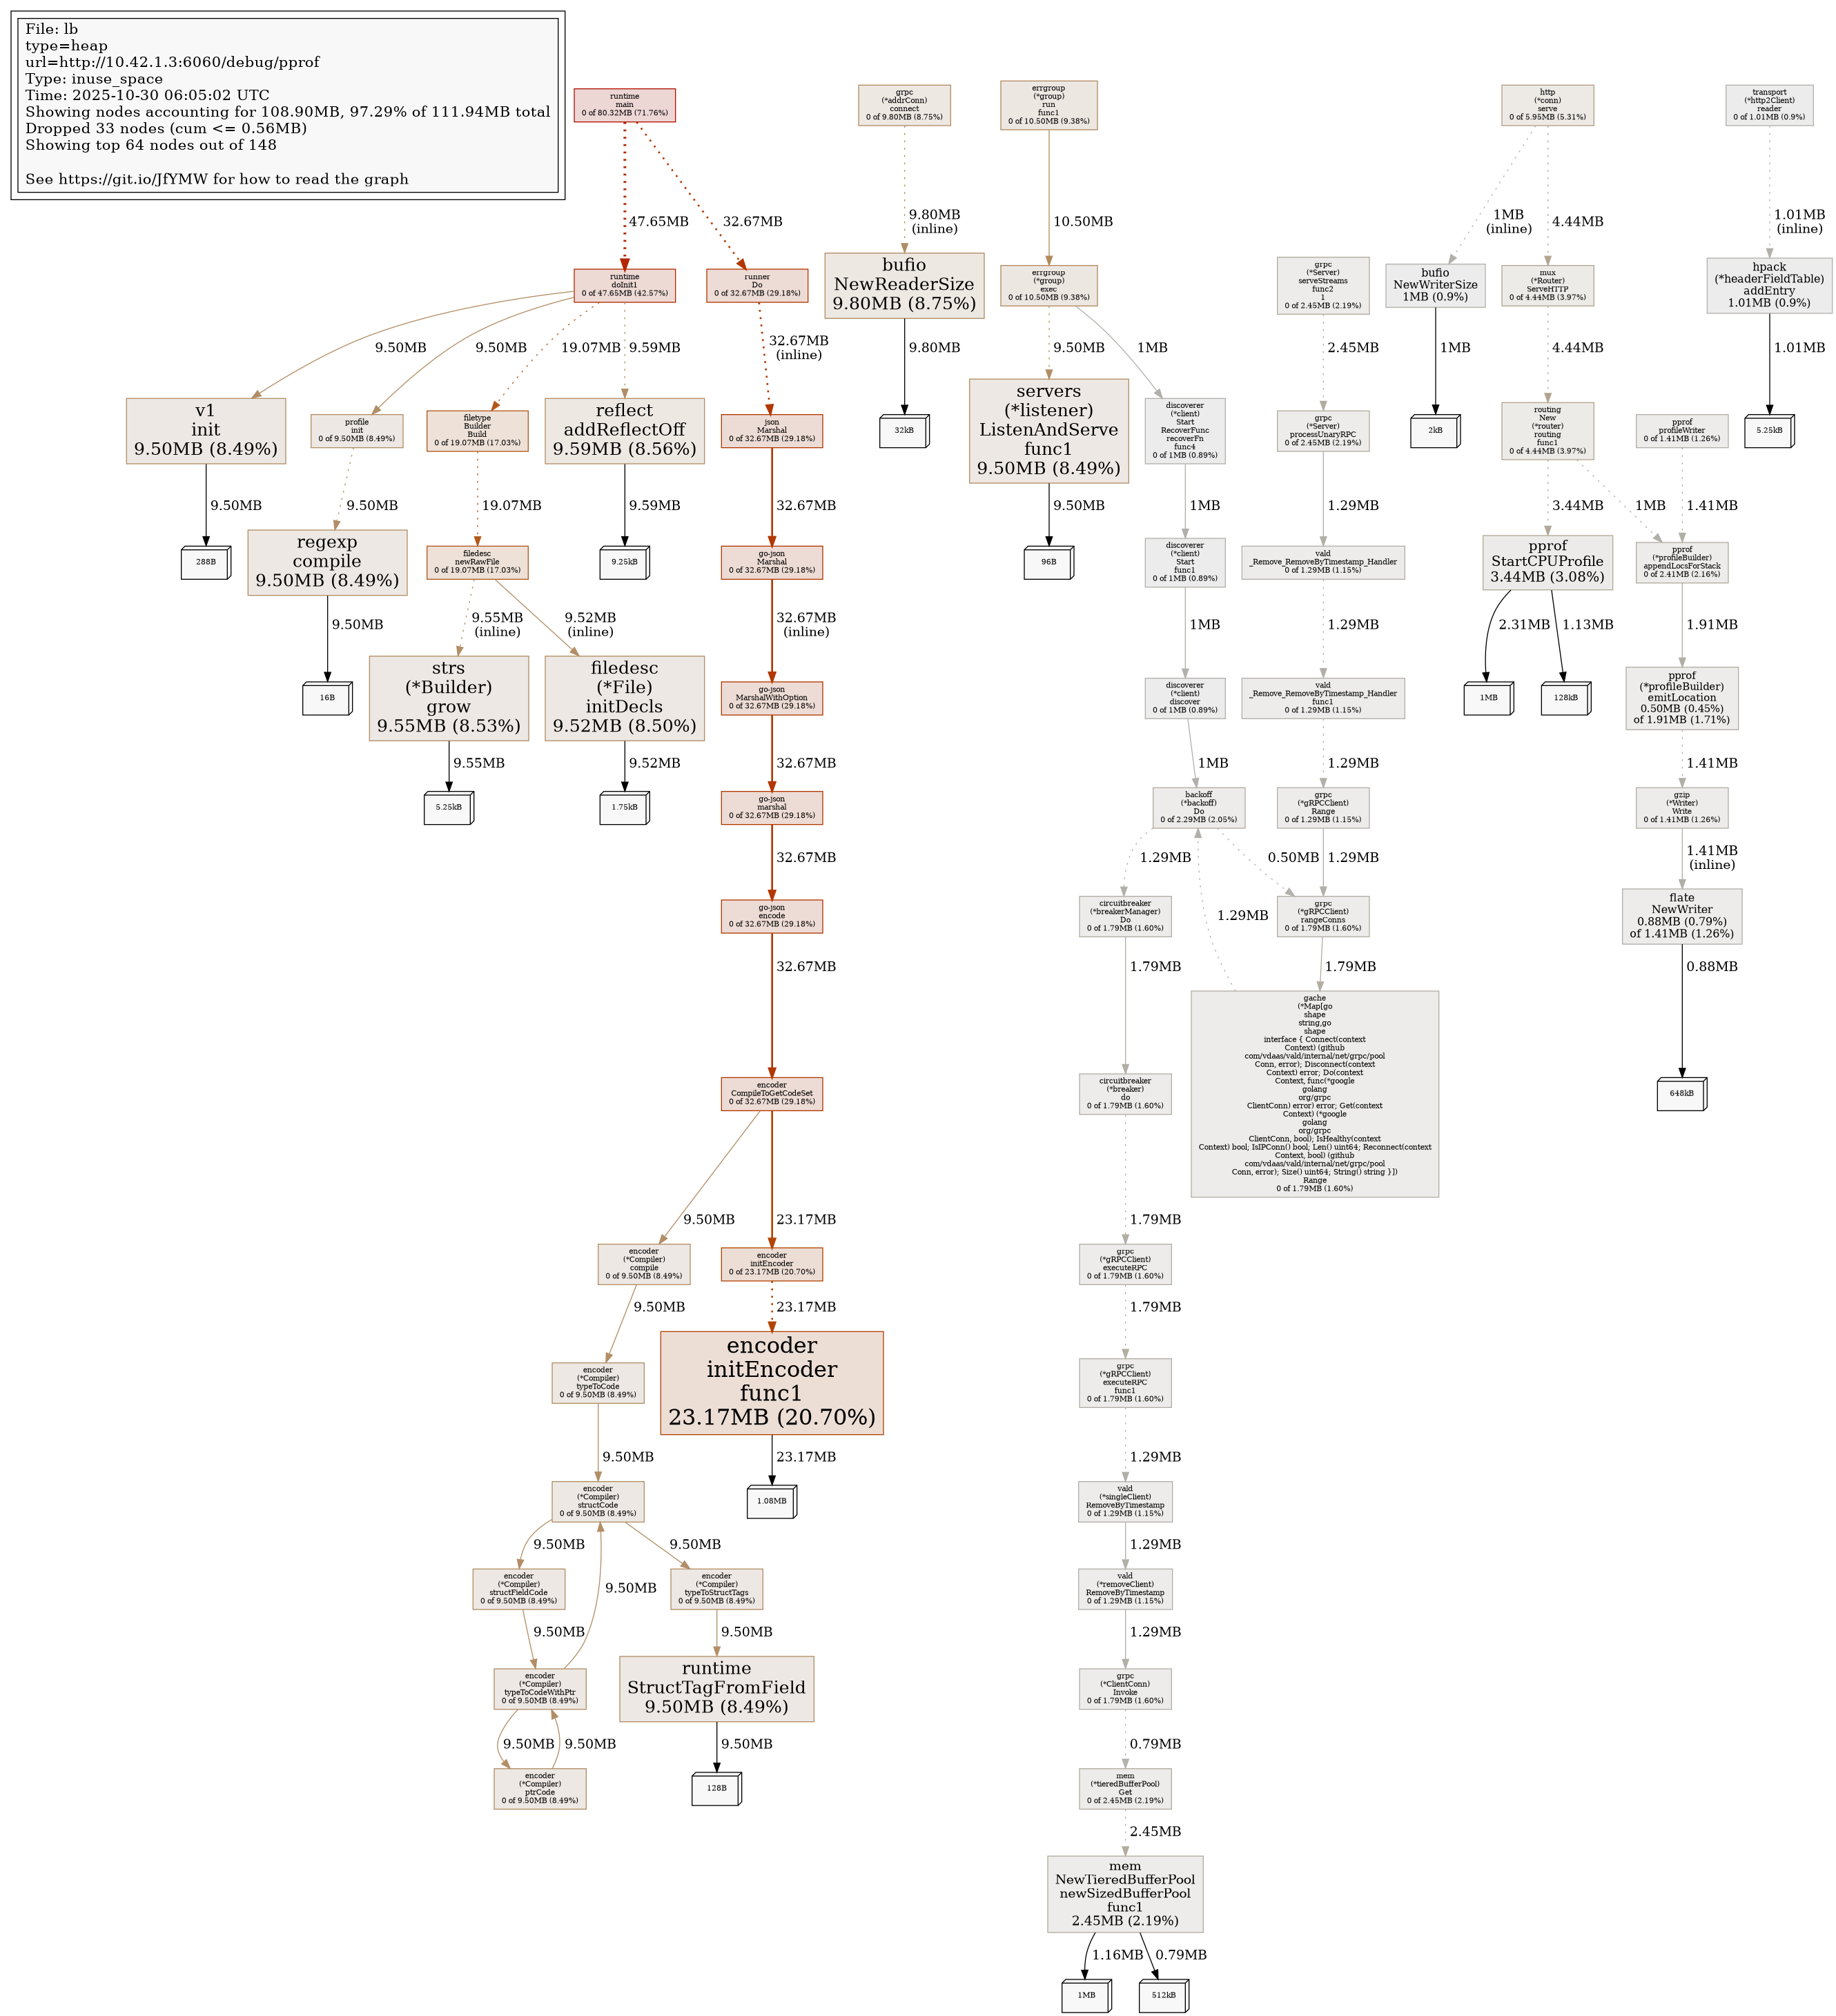 File: lb
type=heap
url=http://10.42.1.3:6060/debug/pprof
Type: inuse_space
Time: 2025-10-30 06:05:02 UTC
Showing nodes accounting for 108.90MB, 97.29% of 111.94MB total
Dropped 33 nodes (cum <= 0.56MB)
Showing top 64 nodes out of 148
See https://git.io/JfYMW for how to read the graph
runtime
main
0 of 80.32MB (71.76%)
grpc
(*addrConn)
connect
0 of 9.80MB (8.75%)
errgroup
(*group)
run
func1
0 of 10.50MB (9.38%)
http
(*conn)
serve
0 of 5.95MB (5.31%)
transport
(*http2Client)
reader
0 of 1.01MB (0.9%)
47.65MB
32.67MB
9.80MB
(inline)
10.50MB
1MB
(inline)
4.44MB
1.01MB
(inline)
runtime
doInit1
0 of 47.65MB (42.57%)
runner
Do
0 of 32.67MB (29.18%)
bufio
NewReaderSize
9.80MB (8.75%)
errgroup
(*group)
exec
0 of 10.50MB (9.38%)
grpc
(*Server)
serveStreams
func2
1
0 of 2.45MB (2.19%)
bufio
NewWriterSize
1MB (0.9%)
mux
(*Router)
ServeHTTP
0 of 4.44MB (3.97%)
hpack
(*headerFieldTable)
addEntry
1.01MB (0.9%)
9.50MB
9.50MB
19.07MB
9.59MB
32.67MB
(inline)
9.80MB
9.50MB
1MB
2.45MB
1MB
4.44MB
1.01MB
v1
init
9.50MB (8.49%)
profile
init
0 of 9.50MB (8.49%)
filetype
Builder
Build
0 of 19.07MB (17.03%)
reflect
addReflectOff
9.59MB (8.56%)
json
Marshal
0 of 32.67MB (29.18%)
32kB
servers
(*listener)
ListenAndServe
func1
9.50MB (8.49%)
discoverer
(*client)
Start
RecoverFunc
recoverFn
func4
0 of 1MB (0.89%)
grpc
(*Server)
processUnaryRPC
0 of 2.45MB (2.19%)
2kB
routing
New
(*router)
routing
func1
0 of 4.44MB (3.97%)
pprof
profileWriter
0 of 1.41MB (1.26%)
5.25kB
9.50MB
9.50MB
19.07MB
9.59MB
32.67MB
9.50MB
1MB
1.29MB
3.44MB
1MB
1.41MB
288B
regexp
compile
9.50MB (8.49%)
filedesc
newRawFile
0 of 19.07MB (17.03%)
9.25kB
go-json
Marshal
0 of 32.67MB (29.18%)
96B
discoverer
(*client)
Start
func1
0 of 1MB (0.89%)
vald
_Remove_RemoveByTimestamp_Handler
0 of 1.29MB (1.15%)
pprof
StartCPUProfile
3.44MB (3.08%)
pprof
(*profileBuilder)
appendLocsForStack
0 of 2.41MB (2.16%)
9.50MB
9.55MB
(inline)
9.52MB
(inline)
32.67MB
(inline)
1MB
1.29MB
2.31MB
1.13MB
1.91MB
16B
strs
(*Builder)
grow
9.55MB (8.53%)
filedesc
(*File)
initDecls
9.52MB (8.50%)
go-json
MarshalWithOption
0 of 32.67MB (29.18%)
discoverer
(*client)
discover
0 of 1MB (0.89%)
vald
_Remove_RemoveByTimestamp_Handler
func1
0 of 1.29MB (1.15%)
1MB
128kB
pprof
(*profileBuilder)
emitLocation
0.50MB (0.45%)
of 1.91MB (1.71%)
9.55MB
9.52MB
32.67MB
1MB
1.29MB
1.41MB
5.25kB
1.75kB
go-json
marshal
0 of 32.67MB (29.18%)
backoff
(*backoff)
Do
0 of 2.29MB (2.05%)
grpc
(*gRPCClient)
Range
0 of 1.29MB (1.15%)
gzip
(*Writer)
Write
0 of 1.41MB (1.26%)
32.67MB
1.29MB
0.50MB
1.29MB
1.41MB
(inline)
go-json
encode
0 of 32.67MB (29.18%)
circuitbreaker
(*breakerManager)
Do
0 of 1.79MB (1.60%)
1.29MB
grpc
(*gRPCClient)
rangeConns
0 of 1.79MB (1.60%)
flate
NewWriter
0.88MB (0.79%)
of 1.41MB (1.26%)
32.67MB
1.79MB
1.79MB
0.88MB
gache
(*Map[go
shape
string,go
shape
interface { Connect(context
Context) (github
com/vdaas/vald/internal/net/grpc/pool
Conn, error); Disconnect(context
Context) error; Do(context
Context, func(*google
golang
org/grpc
ClientConn) error) error; Get(context
Context) (*google
golang
org/grpc
ClientConn, bool); IsHealthy(context
Context) bool; IsIPConn() bool; Len() uint64; Reconnect(context
Context, bool) (github
com/vdaas/vald/internal/net/grpc/pool
Conn, error); Size() uint64; String() string }])
Range
0 of 1.79MB (1.60%)
encoder
CompileToGetCodeSet
0 of 32.67MB (29.18%)
circuitbreaker
(*breaker)
do
0 of 1.79MB (1.60%)
648kB
9.50MB
23.17MB
1.79MB
encoder
(*Compiler)
compile
0 of 9.50MB (8.49%)
encoder
initEncoder
0 of 23.17MB (20.70%)
grpc
(*gRPCClient)
executeRPC
0 of 1.79MB (1.60%)
9.50MB
23.17MB
1.79MB
encoder
(*Compiler)
typeToCode
0 of 9.50MB (8.49%)
encoder
initEncoder
func1
23.17MB (20.70%)
grpc
(*gRPCClient)
executeRPC
func1
0 of 1.79MB (1.60%)
9.50MB
23.17MB
1.29MB
encoder
(*Compiler)
structCode
0 of 9.50MB (8.49%)
1.08MB
vald
(*singleClient)
RemoveByTimestamp
0 of 1.29MB (1.15%)
9.50MB
9.50MB
1.29MB
encoder
(*Compiler)
structFieldCode
0 of 9.50MB (8.49%)
9.50MB
encoder
(*Compiler)
typeToStructTags
0 of 9.50MB (8.49%)
vald
(*removeClient)
RemoveByTimestamp
0 of 1.29MB (1.15%)
9.50MB
9.50MB
1.29MB
encoder
(*Compiler)
typeToCodeWithPtr
0 of 9.50MB (8.49%)
runtime
StructTagFromField
9.50MB (8.49%)
grpc
(*ClientConn)
Invoke
0 of 1.79MB (1.60%)
9.50MB
9.50MB
9.50MB
0.79MB
encoder
(*Compiler)
ptrCode
0 of 9.50MB (8.49%)
128B
mem
(*tieredBufferPool)
Get
0 of 2.45MB (2.19%)
2.45MB
mem
NewTieredBufferPool
newSizedBufferPool
func1
2.45MB (2.19%)
1.16MB
0.79MB
1MB
512kB